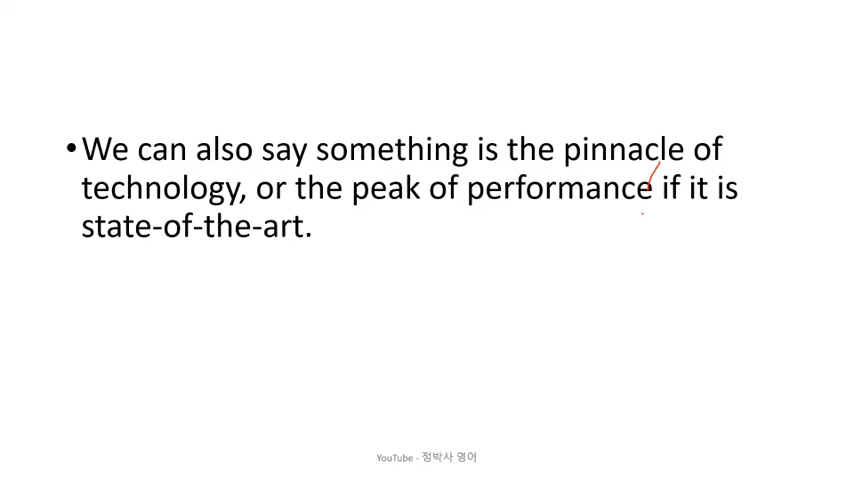 •We can also say something is the pinnacle of
technology, or the peak of performance if it is
state-of-the-art.
YouTube - 정박사 영어